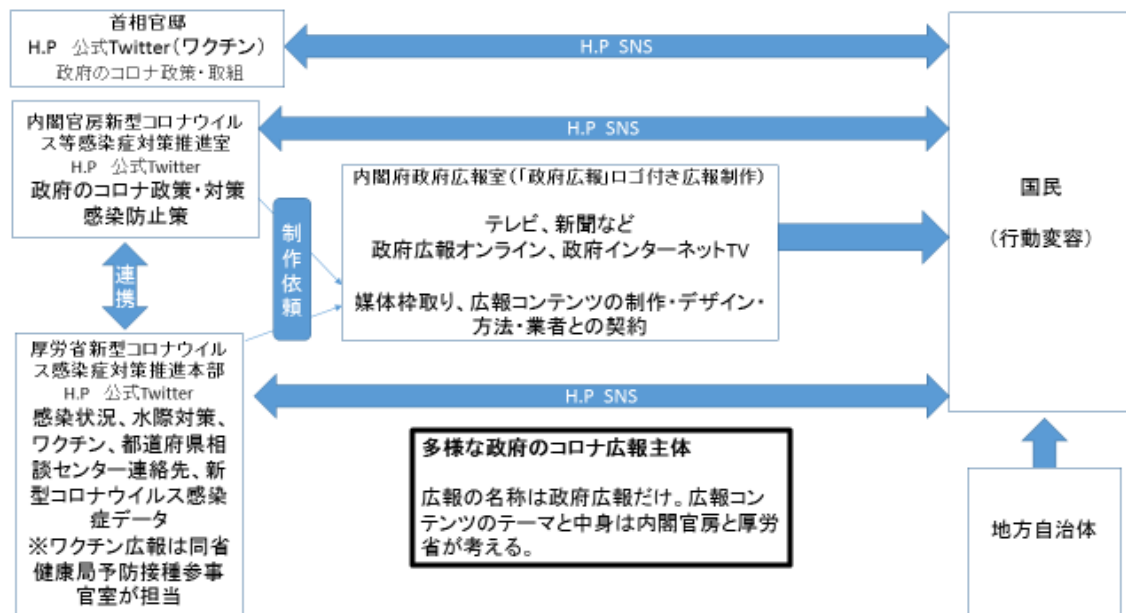 首相官邸
H.P　公式Twitter（ワクチン）
政府のコロナ政策・取組
H.P SNS
内閣官房新型コロナウイル
ス等感染症対策推進室
H.P　公式Twitter
政府のコロナ政策・対策
感染防止策
H.P SNS
制作依頼
内閣府政府広報室（「政府広報」ロゴ付き広報制作）
テレビ、新聞など
政府広報オンライン、政府インターネットTV
媒体枠取り、広報コンテンツの制作・デザイン・
方法・業者との契約
国民
（行動変容）
連携
厚労省新型コロナウイル
ス感染症対策推進本部
H.P　公式Twitter
感染状況、水際対策、
ワクチン、都道府県相
談センター連絡先、新
型コロナウイルス感染
症データ
※ワクチン広報は同省
健康局予防接種参事
官室が担当
H.P SNS
多様な政府のコロナ広報主体
広報の名称は政府広報だけ。広報コン
テンツのテーマと中身は内閣官房と厚労
省が考える。
地方自治体